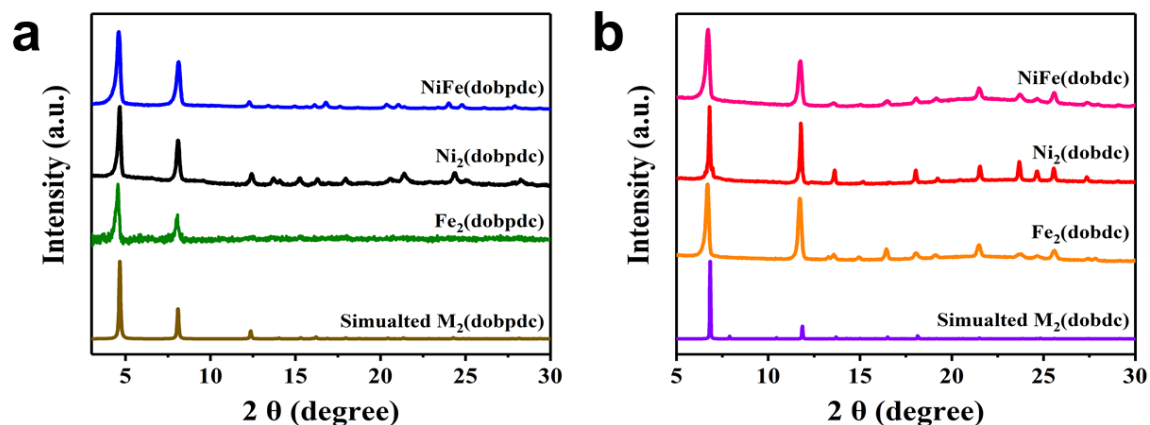 a
Intensity (a.u.)
NiFe(dobpdc)
Ni₂(dobpdc)
Fe₂(dobpdc)
Simualted M₂(dobpdc)
5 10 15 20 25 30
2 θ (degree)
b
Intensity (a.u.)
NiFe(dobdc)
Ni₂(dobdc)
Fe₂(dobdc)
Simualted M₂(dobdc)
5 10 15 20 25 30
2 θ (degree)